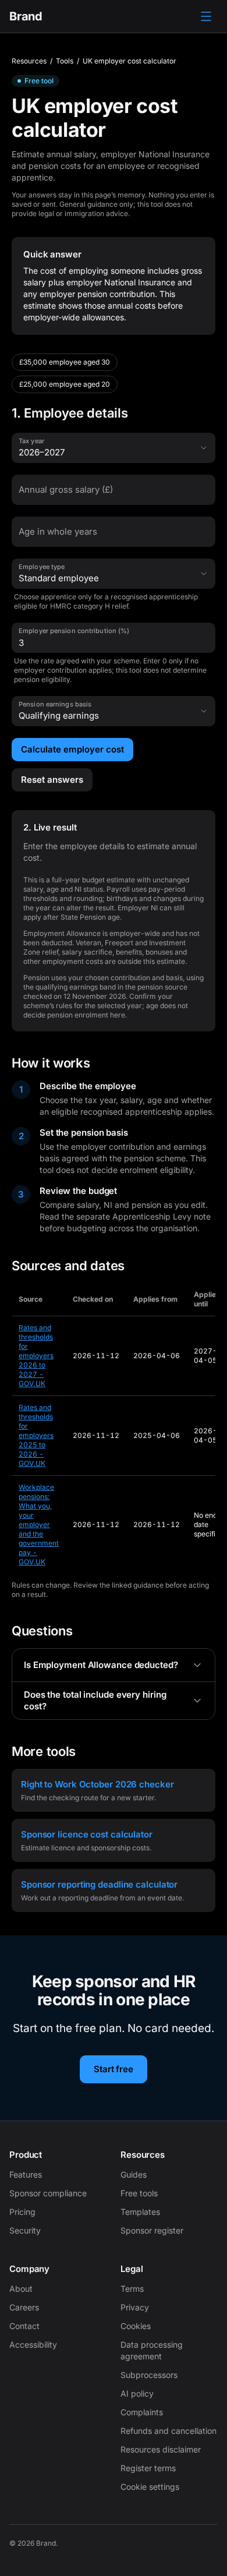 Brand
Resources / Tools / UK employer cost calculator
Free tool
UK employer cost
calculator
Estimate annual salary, employer National Insurance
and pension costs for an employee or recognised
apprentice.
Your answers stay in this page’s memory. Nothing you enter is
saved or sent. General guidance only; this tool does not
provide legal or immigration advice.
Quick answer
The cost of employing someone includes gross
salary plus employer National Insurance and
any employer pension contribution. This
estimate shows those annual costs before
employer-wide allowances.
£35,000 employee aged 30
£25,000 employee aged 20
1. Employee details
Tax year
2026–2027
Annual gross salary (£)
Age in whole years
Employee type
Standard employee
Choose apprentice only for a recognised apprenticeship
eligible for HMRC category H relief.
Employer pension contribution (%)
3
Use the rate agreed with your scheme. Enter 0 only if no
employer contribution applies; this tool does not determine
pension eligibility.
Pension earnings basis
Qualifying earnings
Calculate employer cost
Reset answers
2. Live result
Enter the employee details to estimate annual
cost.
This is a full-year budget estimate with unchanged
salary, age and NI status. Payroll uses pay-period
thresholds and rounding; birthdays and changes during
the year can alter the result. Employer NI can still
apply after State Pension age.
Employment Allowance is employer-wide and has not
been deducted. Veteran, Freeport and Investment
Zone relief, salary sacrifice, benefits, bonuses and
other employment costs are outside this estimate.
Pension uses your chosen contribution and basis, using
the qualifying earnings band in the pension source
checked on 12 November 2026. Confirm your
scheme’s rules for the selected year; age does not
decide pension enrolment here.
How it works
1
Describe the employee
Choose the tax year, salary, age and whether
an eligible recognised apprenticeship applies.
2
Set the pension basis
Use the employer contribution and earnings
basis agreed with the pension scheme. This
tool does not decide enrolment eligibility.
3
Review the budget
Compare salary, NI and pension as you edit.
Read the separate Apprenticeship Levy note
before budgeting across an organisation.
Sources and dates
Source Checked on Applies from Applies until
Rates and thresholds for employers 2026 to 2027 - GOV.UK 2026-11-12 2026-04-06 2027-04-05
Rates and thresholds for employers 2025 to 2026 - GOV.UK 2026-11-12 2025-04-06 2026-04-05
Workplace pensions: What you, your employer and the government pay - GOV.UK 2026-11-12 2026-11-12 No end date
Rules change. Review the linked guidance before acting
on a result.
Questions
Is Employment Allowance deducted?
Does the total include every hiring
cost?
More tools
Right to Work October 2026 checker
Find the checking route for a new starter.
Sponsor licence cost calculator
Estimate licence and sponsorship costs.
Sponsor reporting deadline calculator
Work out a reporting deadline from an event date.
Keep sponsor and HR
records in one place
Start on the free plan. No card needed.
Start free
Product
Features
Sponsor compliance
Pricing
Security
Resources
Guides
Free tools
Templates
Sponsor register
Company
About
Careers
Contact
Accessibility
Legal
Terms
Privacy
Cookies
Data processing
agreement
Subprocessors
AI policy
Complaints
Refunds and cancellation
Resources disclaimer
Register terms
Cookie settings
© 2026 Brand.